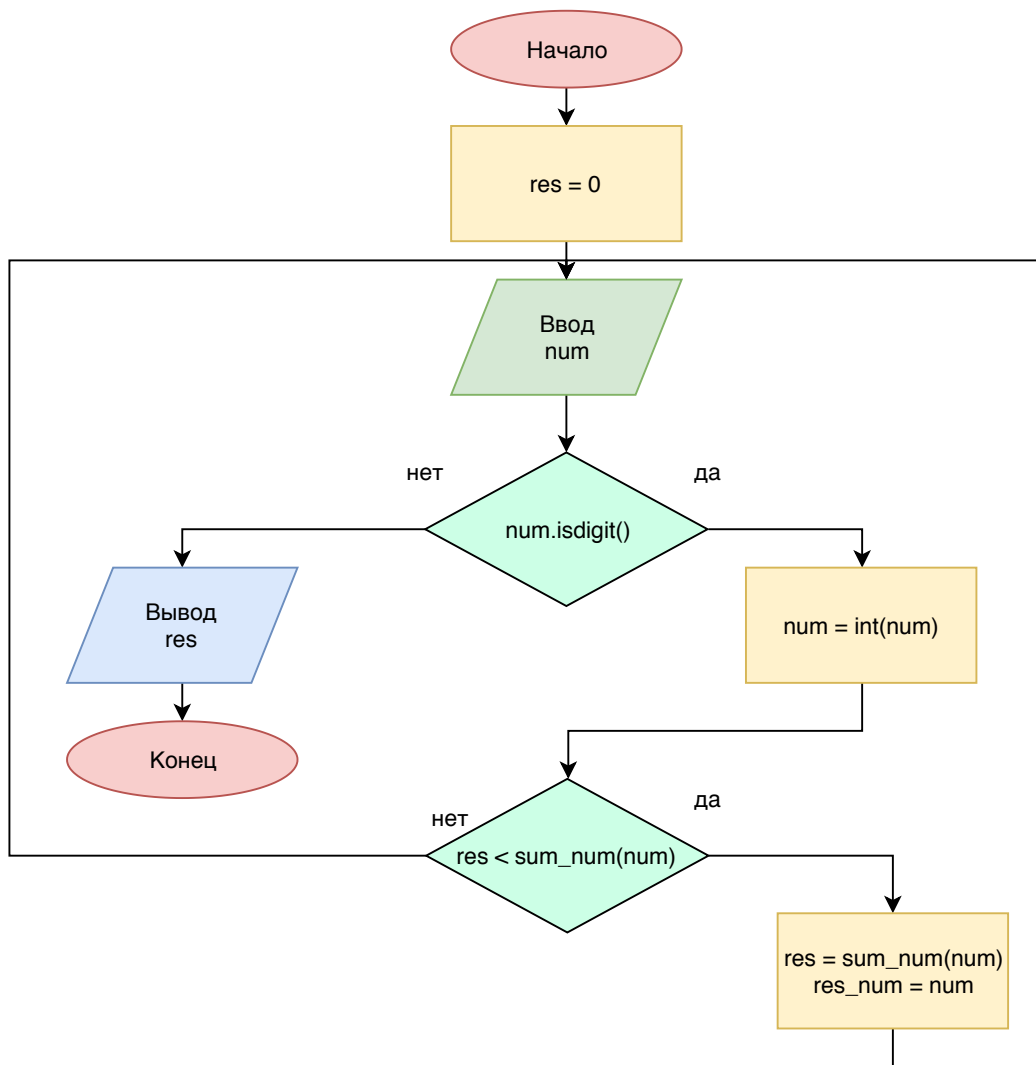 Начало
res = 0
Ввод
num
нет
да
num.isdigit()
Вывод
res
num = int(num)
Конец
нет
да
res < sum_num(num)
res = sum_num(num)
res_num = num